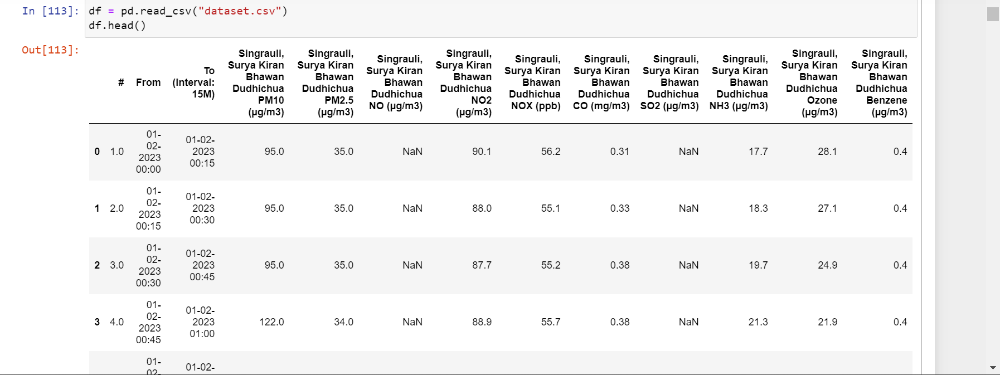 In [113]: df = pd.read_csv("dataset.csv")
df.head()
Out[113]:
# From To (Interval: 15M) Singrauli, Surya Kiran Bhawan Dudhichua PM10 (µg/m3) Singrauli, Surya Kiran Bhawan Dudhichua PM2.5 (µg/m3) Singrauli, Surya Kiran Bhawan Dudhichua NO (µg/m3) Singrauli, Surya Kiran Bhawan Dudhichua NO2 (µg/m3) Singrauli, Surya Kiran Bhawan Dudhichua NOX (ppb) Singrauli, Surya Kiran Bhawan Dudhichua CO (mg/m3) Singrauli, Surya Kiran Bhawan Dudhichua SO2 (µg/m3) Singrauli, Surya Kiran Bhawan Dudhichua NH3 (µg/m3) Singrauli, Surya Kiran Bhawan Dudhichua Ozone (µg/m3) Singrauli, Surya Kiran Bhawan Dudhichua Benzene (µg/m3)
0 1.0 01-02-2023 00:00 01-02-2023 00:15 95.0 35.0 NaN 90.1 56.2 0.31 NaN 17.7 28.1 0.4
1 2.0 01-02-2023 00:15 01-02-2023 00:30 95.0 35.0 NaN 88.0 55.1 0.33 NaN 18.3 27.1 0.4
2 3.0 01-02-2023 00:30 01-02-2023 00:45 95.0 35.0 NaN 87.7 55.2 0.38 NaN 19.7 24.9 0.4
3 4.0 01-02-2023 00:45 01-02-2023 01:00 122.0 34.0 NaN 88.9 55.7 0.38 NaN 21.3 21.9 0.4
01-02- 01-02-